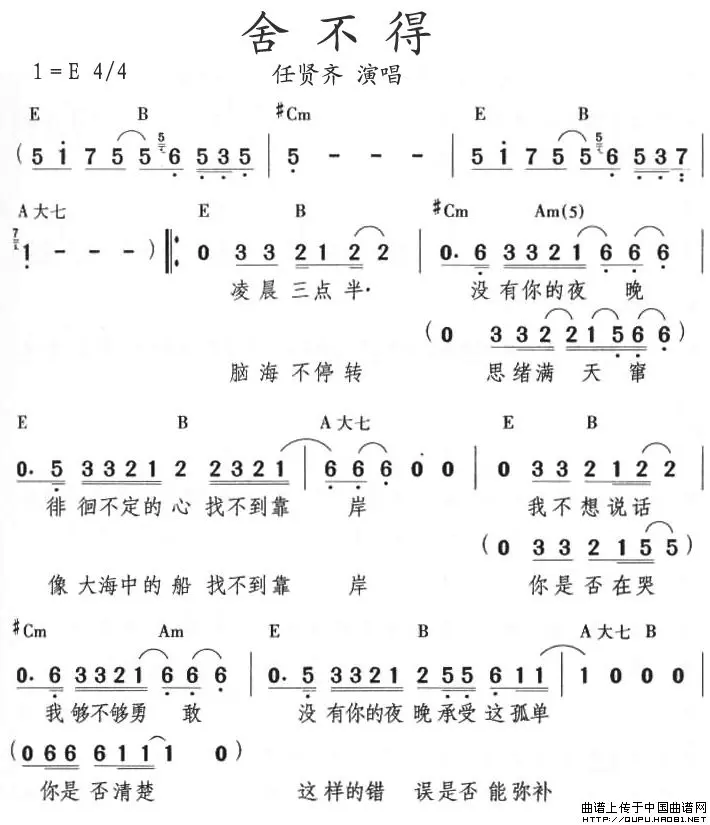 舍不得
1=E 4/4 任贤齐 演唱
E B #Cm E B
(5 i 7 5 5 5 6 5 3 5 | 5 - - - | 5 i 7 5 5 5 6 5 3 7 |
A大七 E B #Cm Am(5)
7 1 - - - ) ‖: 0 3 3 2 1 2 2 | 0. 6 3 3 2 1 6 6 6 |
凌晨三点半· 没有你的夜 晚
(0 3 3 2 2 1 5 6 6)
脑海不停转 思绪满 天 窜
E B A大七 E B
0. 5 3 3 2 1 2 2 3 2 1 | 6 6 6 0 0 | 0 3 3 2 1 2 2 |
徘徊不定的心 找不到靠 岸 我不想说话
(0 3 3 2 2 1 5 5)
像大海中的船 找不到靠 岸 你是否在哭
#Cm Am E B A大七 B
0. 6 3 3 2 1 6 6 6 | 0. 5 3 3 2 1 2 5 5 6 1 1 | 1 0 0 0 |
我够不够勇 敢 没有你的夜 晚承受这孤单
(0 6 6 6 1 1 1 0)
你是否清楚 这样的错 误是否能弥补
曲谱上传于中国曲谱网
HTTP://QUPU.HAO81.NET